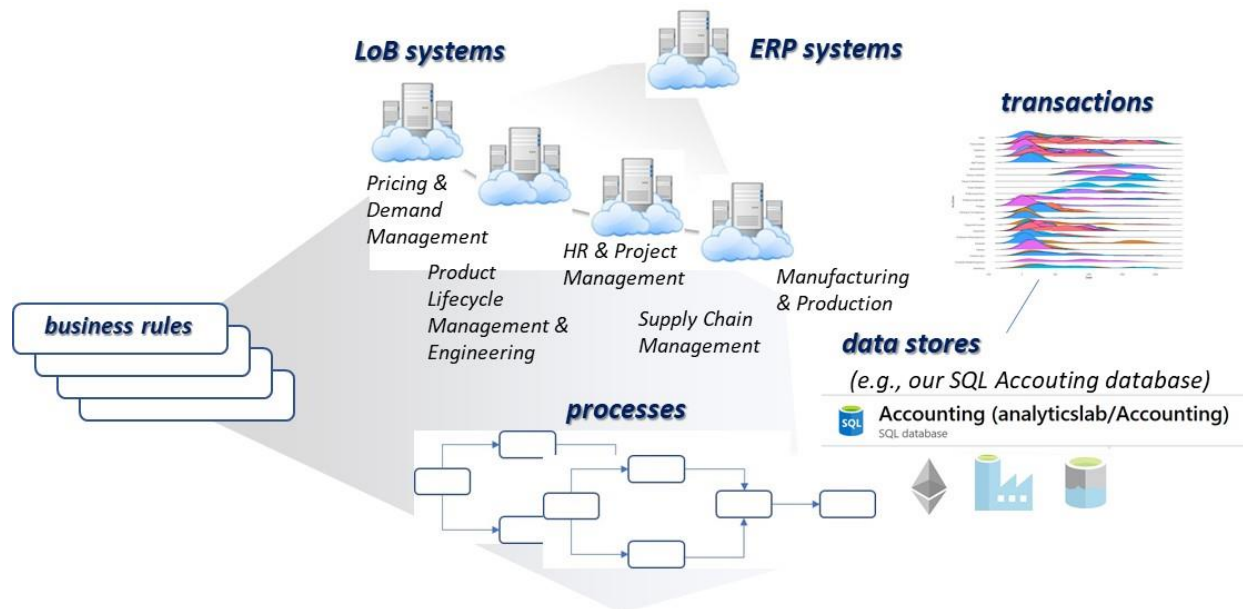 LoB systems
ERP systems
transactions
Pricing &
Demand
Management
HR & Project
Management
Product
Lifecycle
Management &
Engineering
Manufacturing
& Production
Supply Chain
Management
business rules
data stores
(e.g., our SQL Accouting database)
processes
SQL
Accounting (analyticslab/Accounting)
SQL database